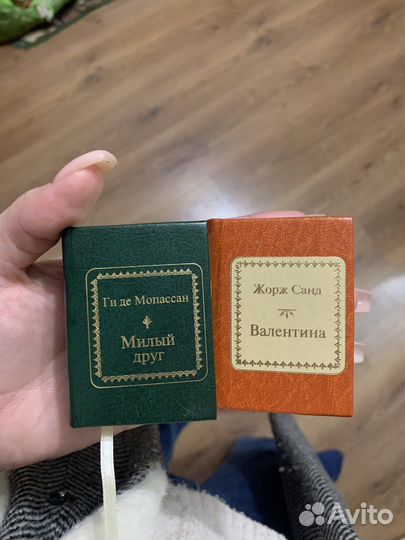 Ги де Мопассан
Милый
друг
Жорж Санд
Валентина
Avito